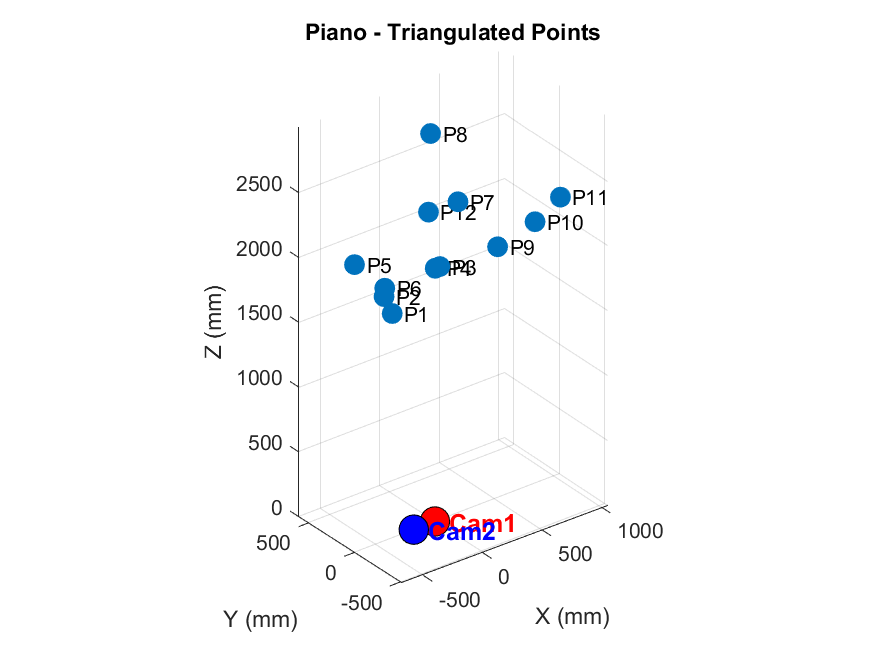 Piano - Triangulated Points
P8
P11
P7
P12
P10
P9
P5
P3
P4
P6
P2
P1
2500
2000
1500
1000
500
0
Z (mm)
Cam1
Cam2
500
0
-500
Y (mm)
-500
0
500
1000
X (mm)